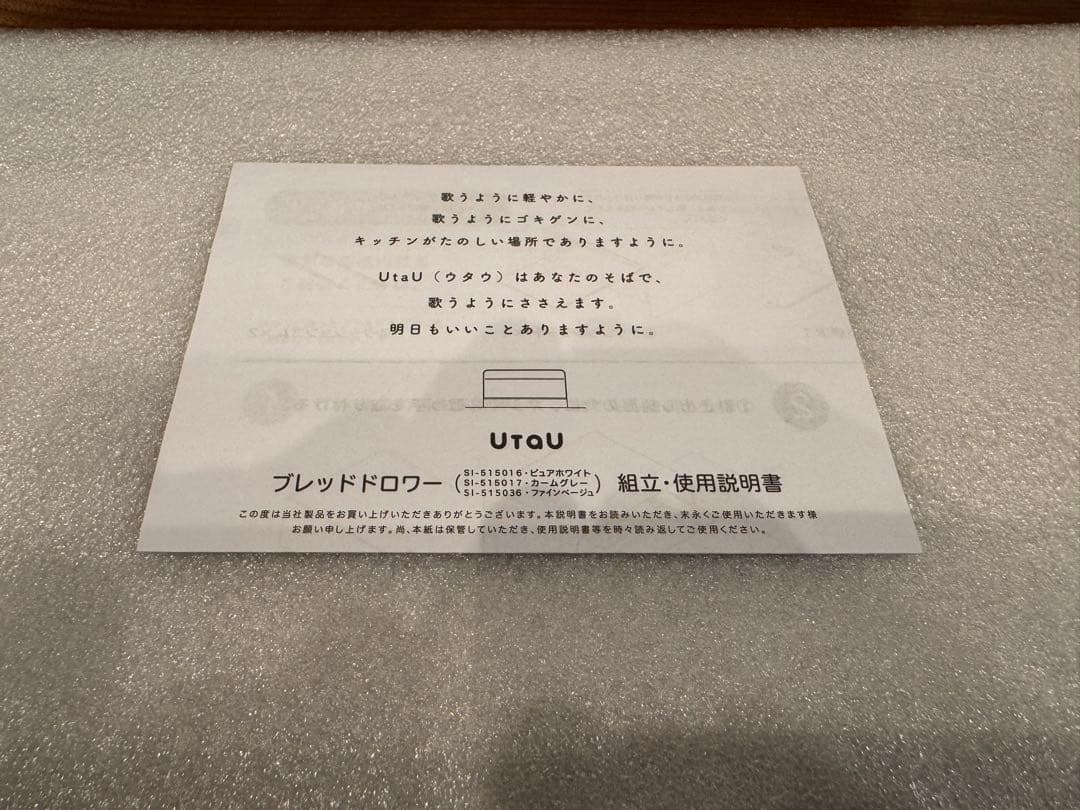 歌うように軽やかに、
歌うようにゴキゲンに、
キッチンがたのしい場所でありますように。
UtaU（ウタウ）はあなたのそばで、
歌うようにささえます。
明日もいいことありますように。
UTaU
ブレッドドロワー（SI-515016・ピュアホワイト
SI-515017・カームグレー
SI-515036・ファインベージュ）組立・使用説明書
この度は当社製品をお買い上げいただきありがとうございます。本説明書をお読みいただき、末永くご使用いただきます様
お願い申し上げます。尚、本紙は保管していただき、使用説明書等を時々読み返してご使用ください。